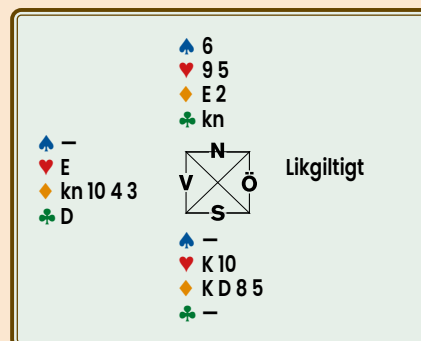 ♠ 6
♥ 9 5
♦ E 2
♣ kn
♠ –
♥ E
♦ kn 10 4 3
♣ D
N
V Ö
S
Likgiltigt
♠ –
♥ K 10
♦ K D 8 5
♣ –